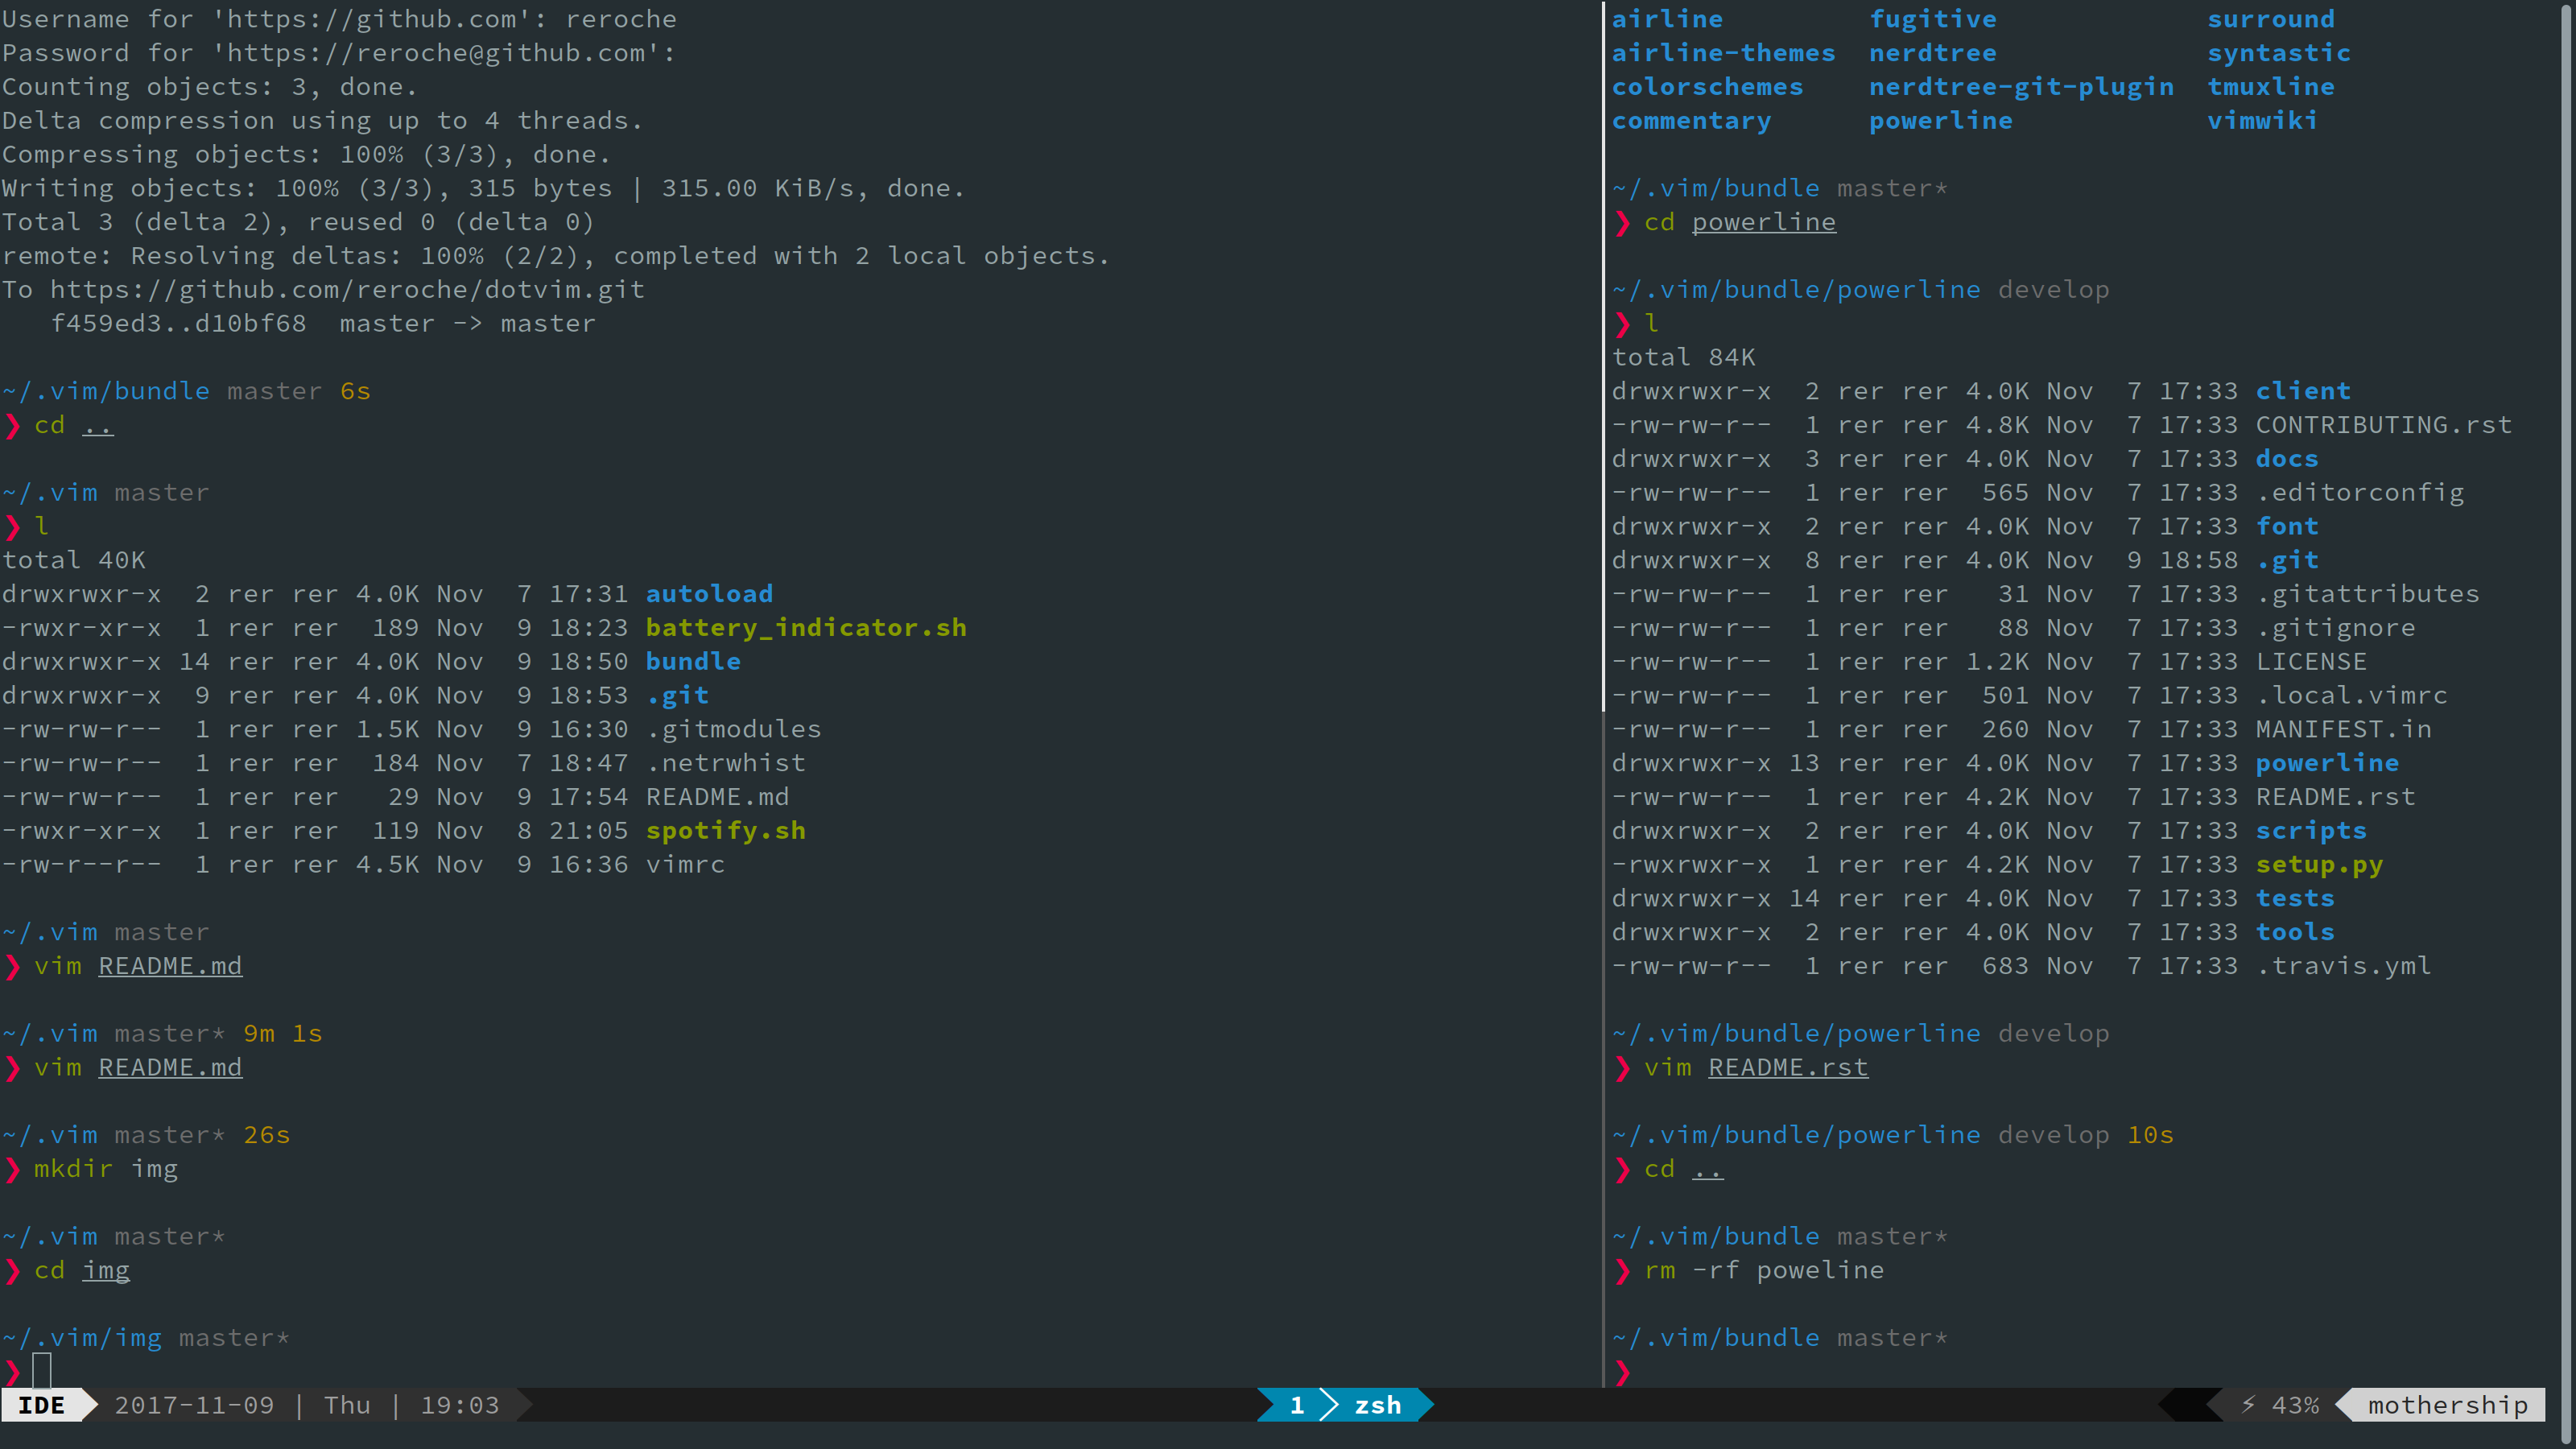 Username for 'https://github.com': reroche
Password for 'https://reroche@github.com':
Counting objects: 3, done.
Delta compression using up to 4 threads.
Compressing objects: 100% (3/3), done.
Writing objects: 100% (3/3), 315 bytes | 315.00 KiB/s, done.
Total 3 (delta 2), reused 0 (delta 0)
remote: Resolving deltas: 100% (2/2), completed with 2 local objects.
To https://github.com/reroche/dotvim.git
   f459ed3..d10bf68  master -> master

~/.vim/bundle master 6s
❯ cd ..

~/.vim master
❯ l
total 40K
drwxrwxr-x  2 rer rer 4.0K Nov  7 17:31 autoload
-rwxr-xr-x  1 rer rer  189 Nov  9 18:23 battery_indicator.sh
drwxrwxr-x 14 rer rer 4.0K Nov  9 18:50 bundle
drwxrwxr-x  9 rer rer 4.0K Nov  9 18:53 .git
-rw-rw-r--  1 rer rer 1.5K Nov  9 16:30 .gitmodules
-rw-rw-r--  1 rer rer  184 Nov  7 18:47 .netrwhist
-rw-rw-r--  1 rer rer   29 Nov  9 17:54 README.md
-rwxr-xr-x  1 rer rer  119 Nov  8 21:05 spotify.sh
-rw-r--r--  1 rer rer 4.5K Nov  9 16:36 vimrc

~/.vim master
❯ vim README.md

~/.vim master* 9m 1s
❯ vim README.md

~/.vim master* 26s
❯ mkdir img

~/.vim master*
❯ cd img

~/.vim/img master*
❯

airline         fugitive             surround
airline-themes  nerdtree             syntastic
colorschemes    nerdtree-git-plugin  tmuxline
commentary      powerline            vimwiki

~/.vim/bundle master*
❯ cd powerline

~/.vim/bundle/powerline develop
❯ l
total 84K
drwxrwxr-x  2 rer rer 4.0K Nov  7 17:33 client
-rw-rw-r--  1 rer rer 4.8K Nov  7 17:33 CONTRIBUTING.rst
drwxrwxr-x  3 rer rer 4.0K Nov  7 17:33 docs
-rw-rw-r--  1 rer rer  565 Nov  7 17:33 .editorconfig
drwxrwxr-x  2 rer rer 4.0K Nov  7 17:33 font
drwxrwxr-x  8 rer rer 4.0K Nov  9 18:58 .git
-rw-rw-r--  1 rer rer   31 Nov  7 17:33 .gitattributes
-rw-rw-r--  1 rer rer   88 Nov  7 17:33 .gitignore
-rw-rw-r--  1 rer rer 1.2K Nov  7 17:33 LICENSE
-rw-rw-r--  1 rer rer  501 Nov  7 17:33 .local.vimrc
-rw-rw-r--  1 rer rer  260 Nov  7 17:33 MANIFEST.in
drwxrwxr-x 13 rer rer 4.0K Nov  7 17:33 powerline
-rw-rw-r--  1 rer rer 4.2K Nov  7 17:33 README.rst
drwxrwxr-x  2 rer rer 4.0K Nov  7 17:33 scripts
-rwxrwxr-x  1 rer rer 4.2K Nov  7 17:33 setup.py
drwxrwxr-x 14 rer rer 4.0K Nov  7 17:33 tests
drwxrwxr-x  2 rer rer 4.0K Nov  7 17:33 tools
-rw-rw-r--  1 rer rer  683 Nov  7 17:33 .travis.yml

~/.vim/bundle/powerline develop
❯ vim README.rst

~/.vim/bundle/powerline develop 10s
❯ cd ..

~/.vim/bundle master*
❯ rm -rf poweline

~/.vim/bundle master*
❯

IDE 2017-11-09 | Thu | 19:03 1 zsh ⚡ 43% mothership